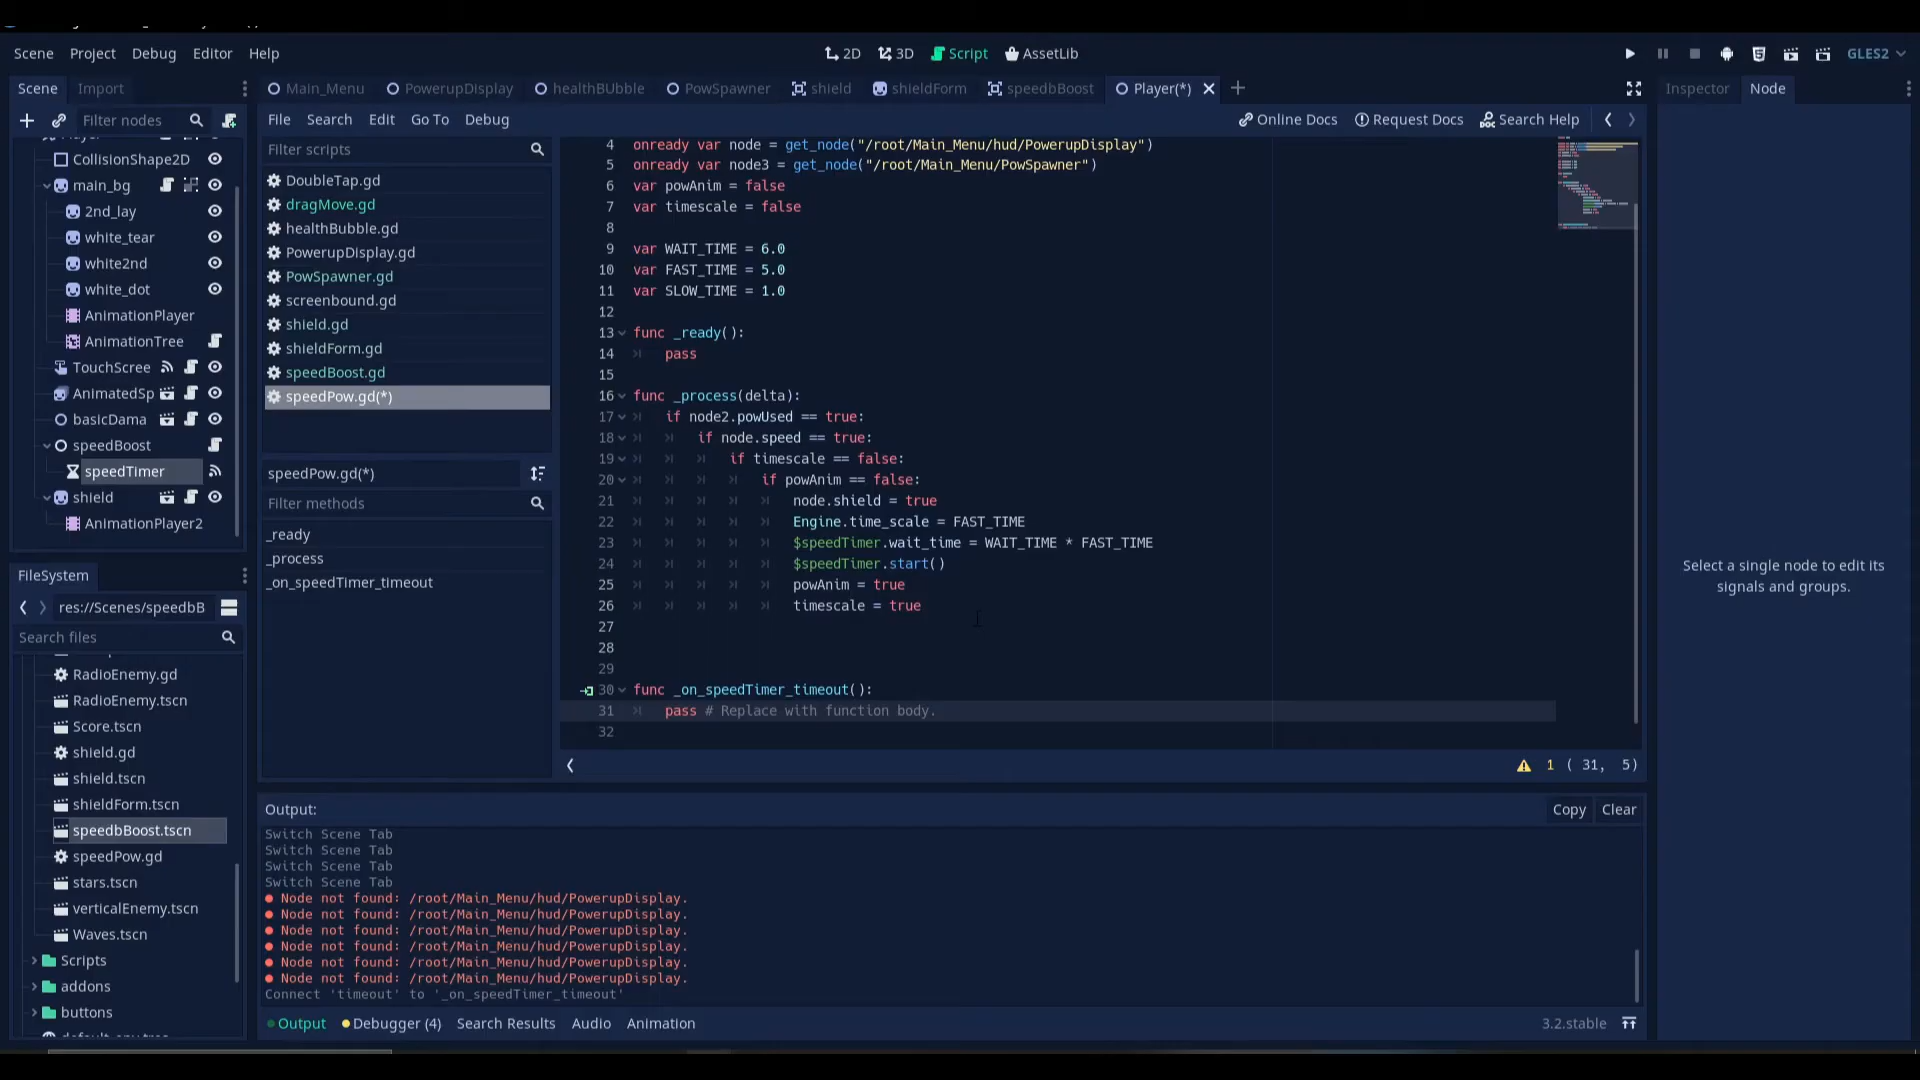 Scene Project Debug Editor Help
2D 3D Script AssetLib
GLES2
Scene Import
Filter nodes
CollisionShape2D
main_bg
2nd_lay
white_tear
white2nd
white_dot
AnimationPlayer
AnimationTree
TouchScree
AnimatedSp
basicDama
speedBoost
speedTimer
shield
AnimationPlayer2
FileSystem
res://Scenes/speedbB
Search files
RadioEnemy.gd
RadioEnemy.tscn
Score.tscn
shield.gd
shield.tscn
shieldForm.tscn
speedbBoost.tscn
speedPow.gd
stars.tscn
verticalEnemy.tscn
Waves.tscn
Scripts
addons
buttons
Main_Menu PowerupDisplay healthBUbble PowSpawner shield shieldForm speedbBoost Player(*)
File Search Edit Go To Debug
Online Docs Request Docs Search Help
Filter scripts
DoubleTap.gd
dragMove.gd
healthBubble.gd
PowerupDisplay.gd
PowSpawner.gd
screenbound.gd
shield.gd
shieldForm.gd
speedBoost.gd
speedPow.gd(*)
speedPow.gd(*)
Filter methods
_ready
_process
_on_speedTimer_timeout
4 onready var node = get_node("/root/Main_Menu/hud/PowerupDisplay")
5 onready var node3 = get_node("/root/Main_Menu/PowSpawner")
6 var powAnim = false
7 var timescale = false
8
9 var WAIT_TIME = 6.0
10 var FAST_TIME = 5.0
11 var SLOW_TIME = 1.0
12
13 func _ready():
14 pass
15
16 func _process(delta):
17 if node2.powUsed == true:
18 if node.speed == true:
19 if timescale == false:
20 if powAnim == false:
21 node.shield = true
22 Engine.time_scale = FAST_TIME
23 $speedTimer.wait_time = WAIT_TIME * FAST_TIME
24 $speedTimer.start()
25 powAnim = true
26 timescale = true
27
28
29
30 func _on_speedTimer_timeout():
31 pass # Replace with function body.
32
1 ( 31, 5)
Output:
Copy Clear
Switch Scene Tab
Switch Scene Tab
Switch Scene Tab
Switch Scene Tab
Node not found: /root/Main_Menu/hud/PowerupDisplay.
Node not found: /root/Main_Menu/hud/PowerupDisplay.
Node not found: /root/Main_Menu/hud/PowerupDisplay.
Node not found: /root/Main_Menu/hud/PowerupDisplay.
Node not found: /root/Main_Menu/hud/PowerupDisplay.
Node not found: /root/Main_Menu/hud/PowerupDisplay.
Connect 'timeout' to '_on_speedTimer_timeout'
Output Debugger (4) Search Results Audio Animation
3.2.stable
Inspector Node
Select a single node to edit its
signals and groups.